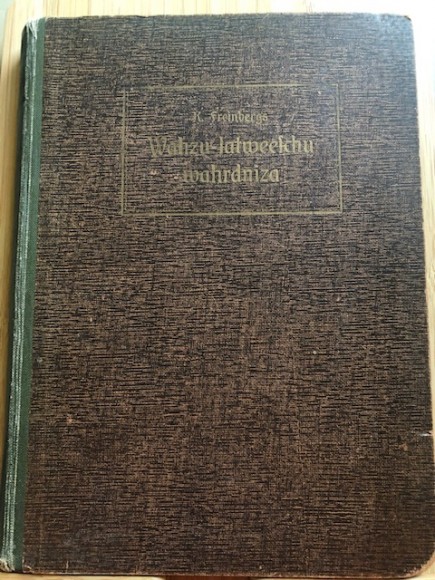 K. Freinbergs
Wahzu-latweeſchu
wahrdniza